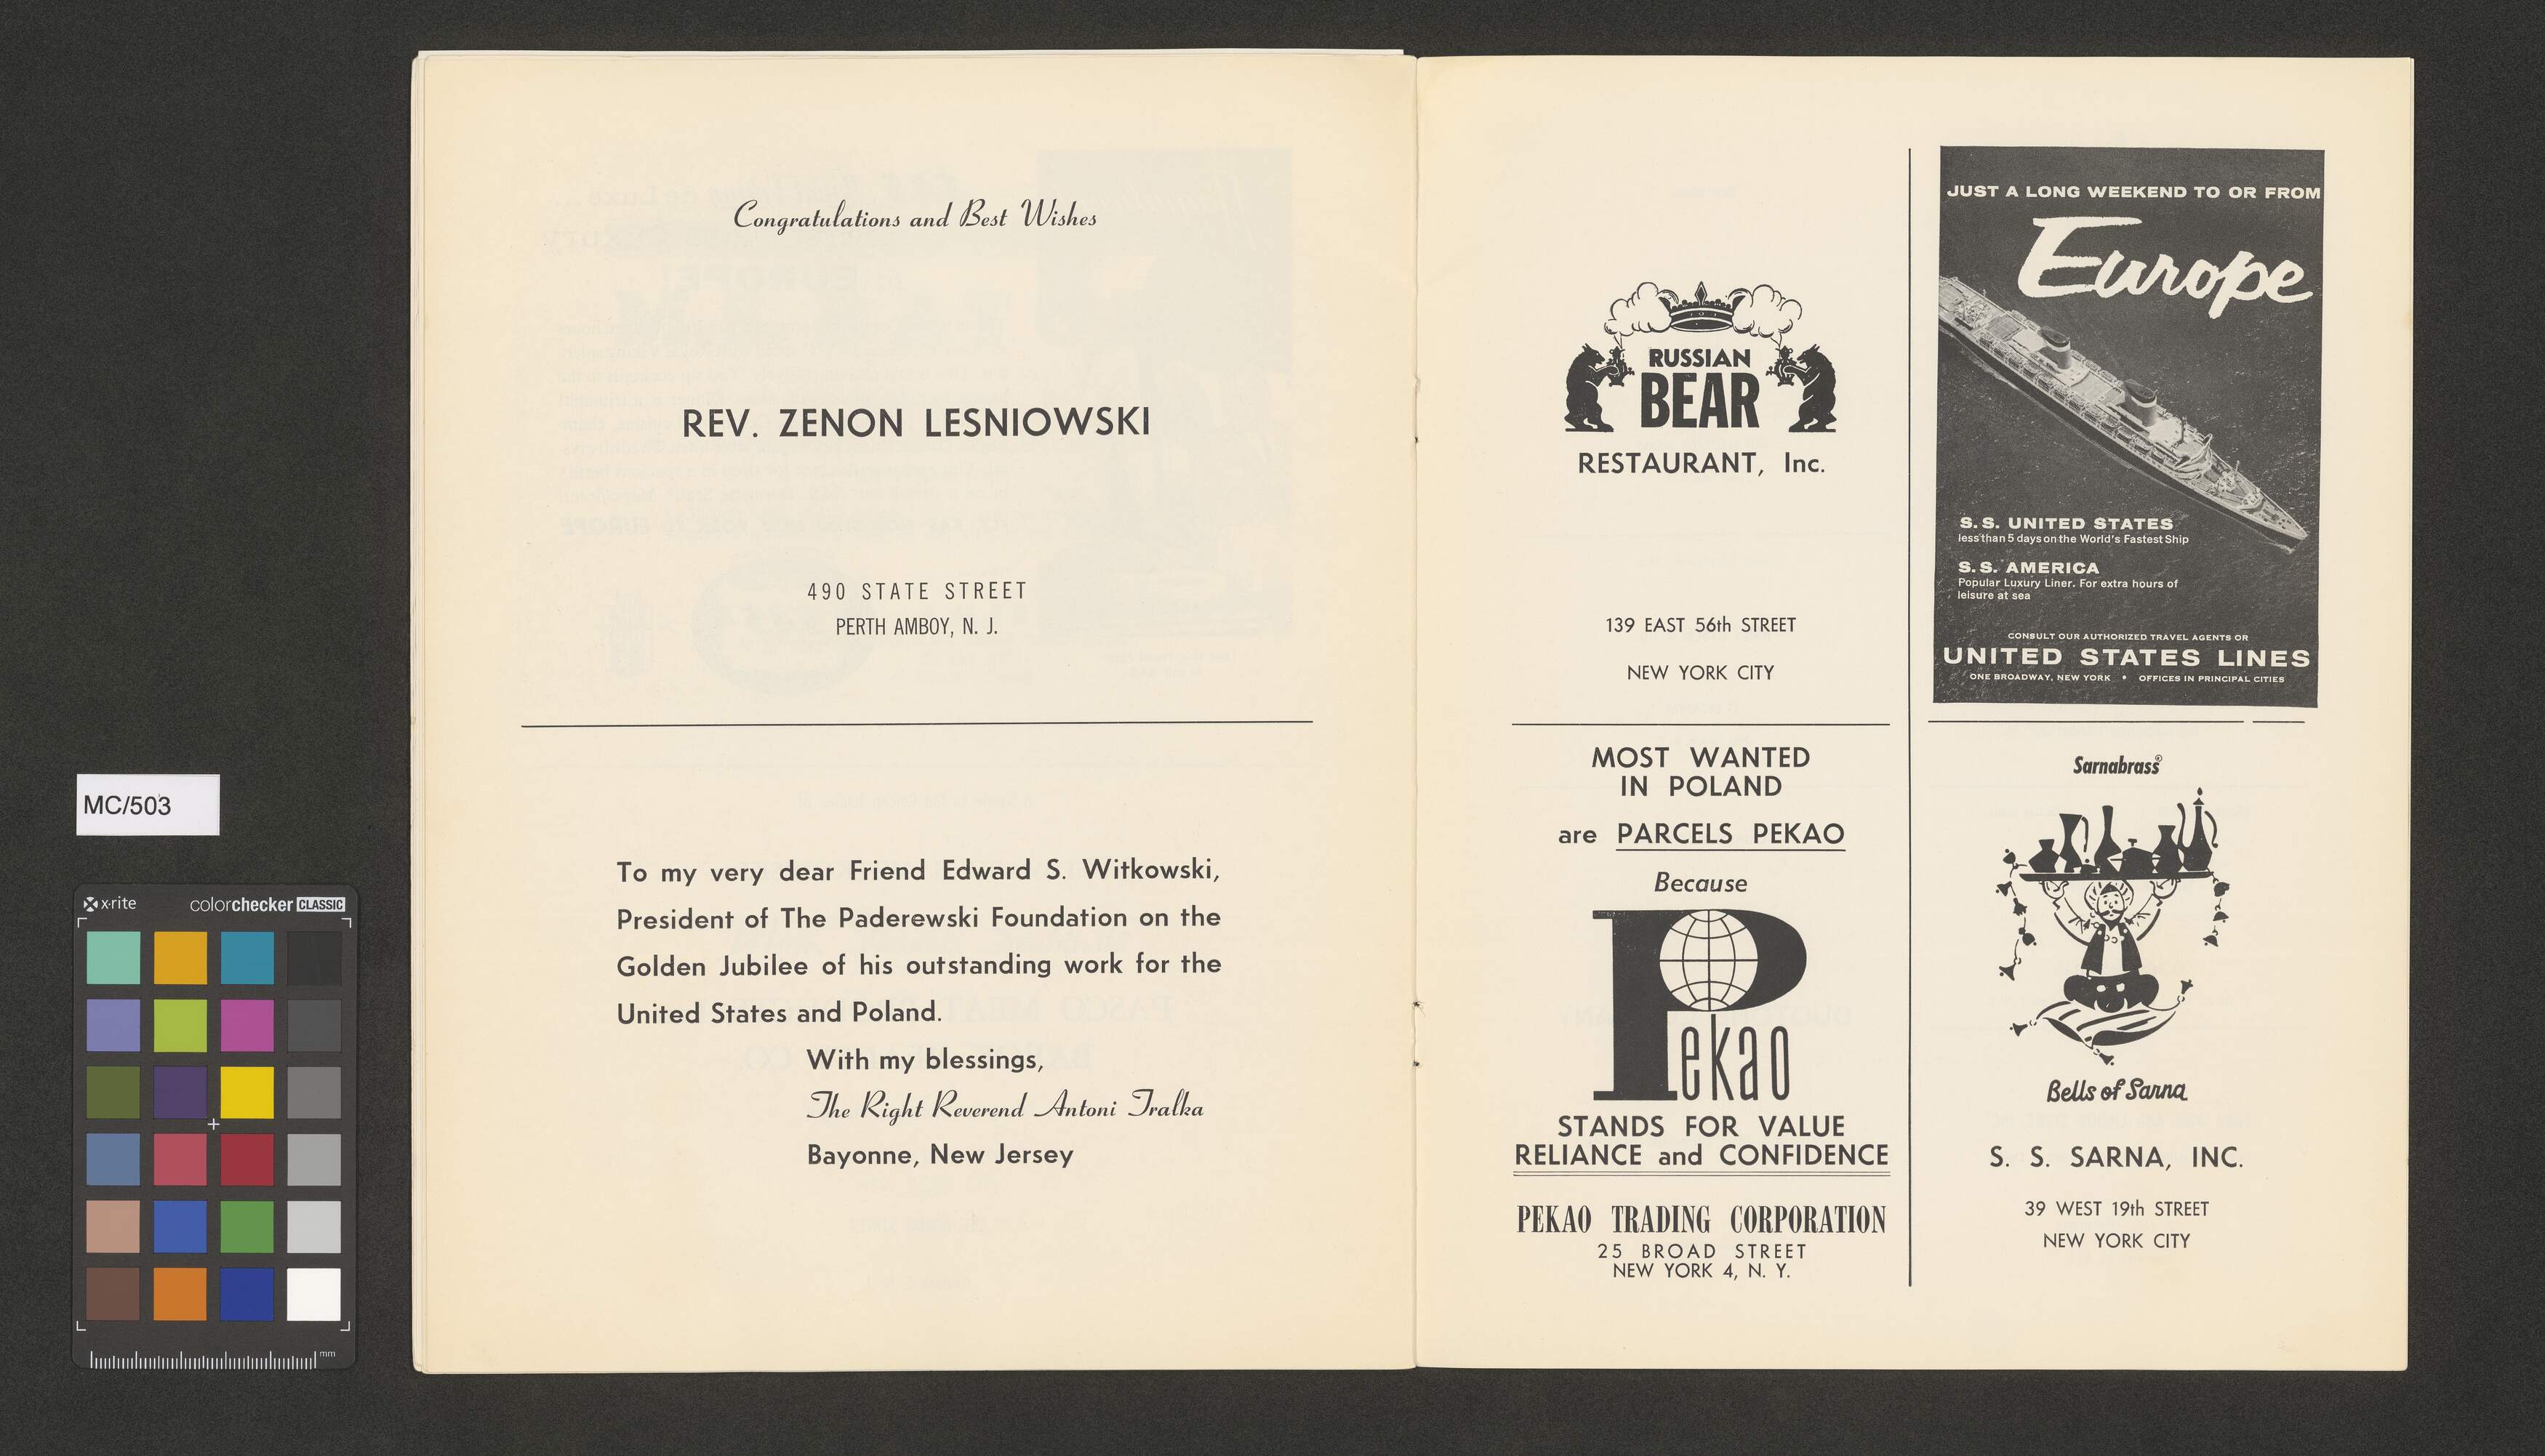 Congratulations and Best Wishes
REV. ZENON LESNIOWSKI
490 STATE STREET
PERTH AMBOY, N. J.
To my very dear Friend Edward S. Witkowski,
President of The Paderewski Foundation on the
Golden Jubilee of his outstanding work for the
United States and Poland.
With my blessings,
The Right Reverend Antoni Tralka
Bayonne, New Jersey
RUSSIAN
BEAR
RESTAURANT, Inc.
139 EAST 56th STREET
NEW YORK CITY
MOST WANTED
IN POLAND
are PARCELS PEKAO
Because
Pekao
STANDS FOR VALUE
RELIANCE and CONFIDENCE
PEKAO TRADING CORPORATION
25 BROAD STREET
NEW YORK 4, N. Y.
JUST A LONG WEEKEND TO OR FROM
Europe
S.S. UNITED STATES
less than 5 days on the World's Fastest Ship
S.S. AMERICA
Popular Luxury Liner. For extra hours of
leisure at sea
CONSULT OUR AUTHORIZED TRAVEL AGENTS OR
UNITED STATES LINES
ONE BROADWAY, NEW YORK • OFFICES IN PRINCIPAL CITIES
Sarnabrass®
Bells of Sarna
S. S. SARNA, INC.
39 WEST 19th STREET
NEW YORK CITY
MC/503
x-rite colorchecker CLASSIC
mm